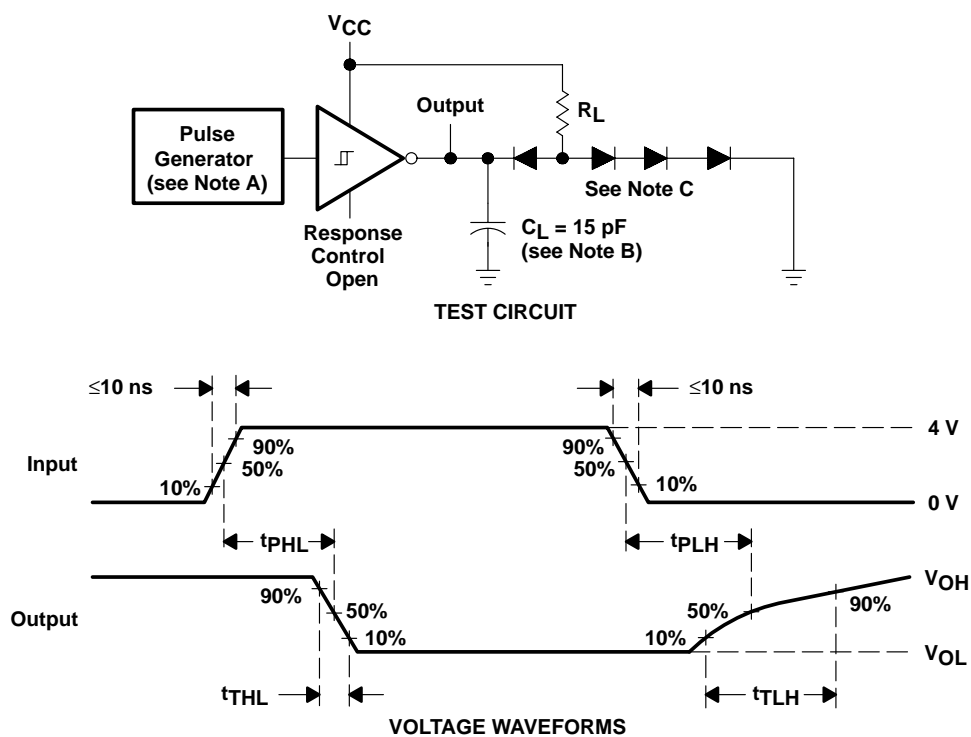 VCC
Output
RL
Pulse
Generator
(see Note A)
See Note C
Response
Control
Open
CL = 15 pF
(see Note B)
TEST CIRCUIT
≤10 ns
≤10 ns
Input
90%
50%
10%
90%
50%
10%
4 V
0 V
tPHL
tPLH
Output
90%
50%
10%
50%
10%
90%
VOH
VOL
tTHL
tTLH
VOLTAGE WAVEFORMS